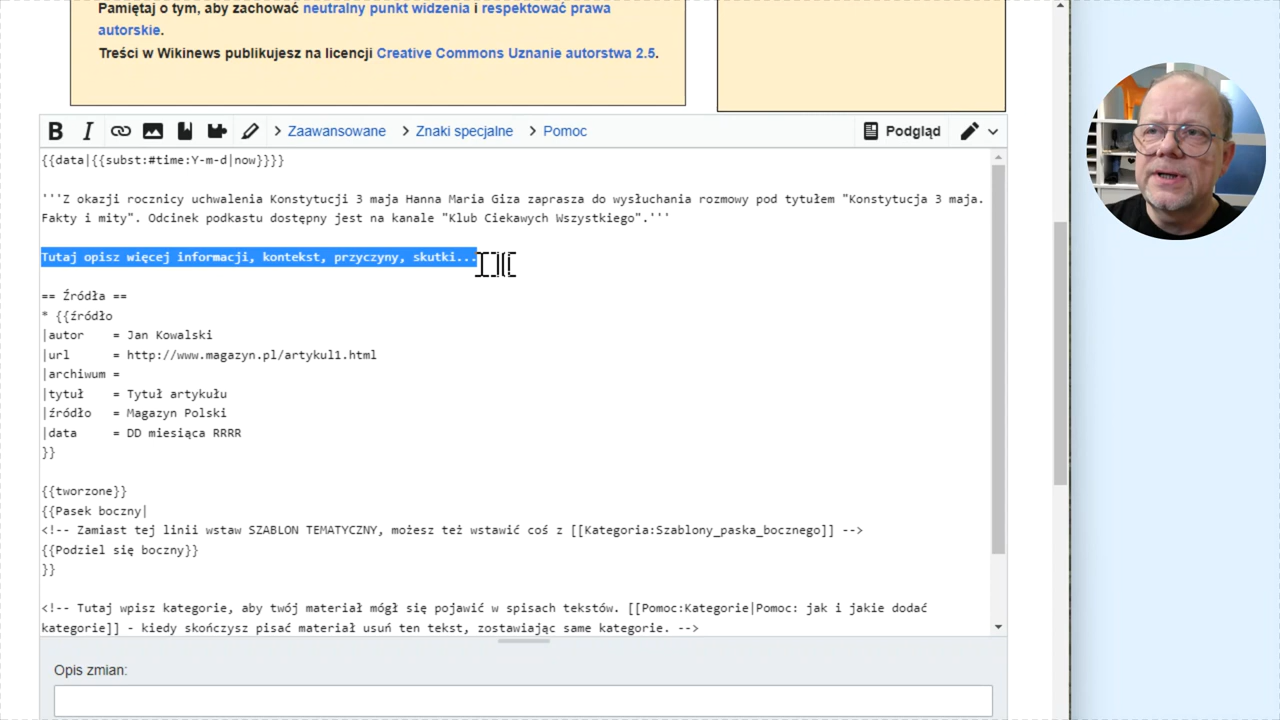 Pamiętaj o tym, aby zachować neutralny punkt widzenia i respektować prawa
autorskie.
Treści w Wikinews publikujesz na licencji Creative Commons Uznanie autorstwa 2.5.
B I Zaawansowane Znaki specjalne Pomoc Podgląd
{{data|{{subst:#time:Y-m-d|now}}}}
'''Z okazji rocznicy uchwalenia Konstytucji 3 maja Hanna Maria Giza zaprasza do wysłuchania rozmowy pod tytułem "Konstytucja 3 maja.
Fakty i mity". Odcinek podkastu dostępny jest na kanale "Klub Ciekawych Wszystkiego".'''
Tutaj opisz więcej informacji, kontekst, przyczyny, skutki...
== Źródła ==
* {{źródło
|autor    = Jan Kowalski
|url      = http://www.magazyn.pl/artykul1.html
|archiwum =
|tytuł    = Tytuł artykułu
|źródło   = Magazyn Polski
|data     = DD miesiąca RRRR
}}
{{tworzone}}
{{Pasek boczny|
<!-- Zamiast tej linii wstaw SZABLON TEMATYCZNY, możesz też wstawić coś z [[Kategoria:Szablony_paska_bocznego]] -->
{{Podziel się boczny}}
}}
<!-- Tutaj wpisz kategorie, aby twój materiał mógł się pojawić w spisach tekstów. [[Pomoc:Kategorie|Pomoc: jak i jakie dodać
kategorie]] - kiedy skończysz pisać materiał usuń ten tekst, zostawiając same kategorie. -->
Opis zmian: